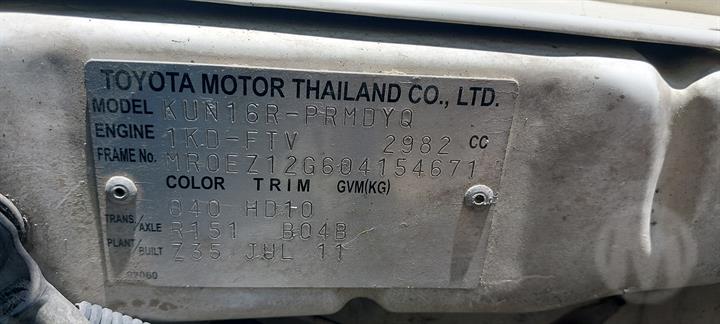 TOYOTA MOTOR THAILAND CO., LTD.
MODEL KUN16R-PRMDYQ
ENGINE 1KD-FTV 2982 CC
FRAME No. MR0EZ12G604154671
COLOR TRIM GVM(KG)
040 HD10
TRANS./AXLE R151 B04B
PLANT/BUILT Z35 JUL 11